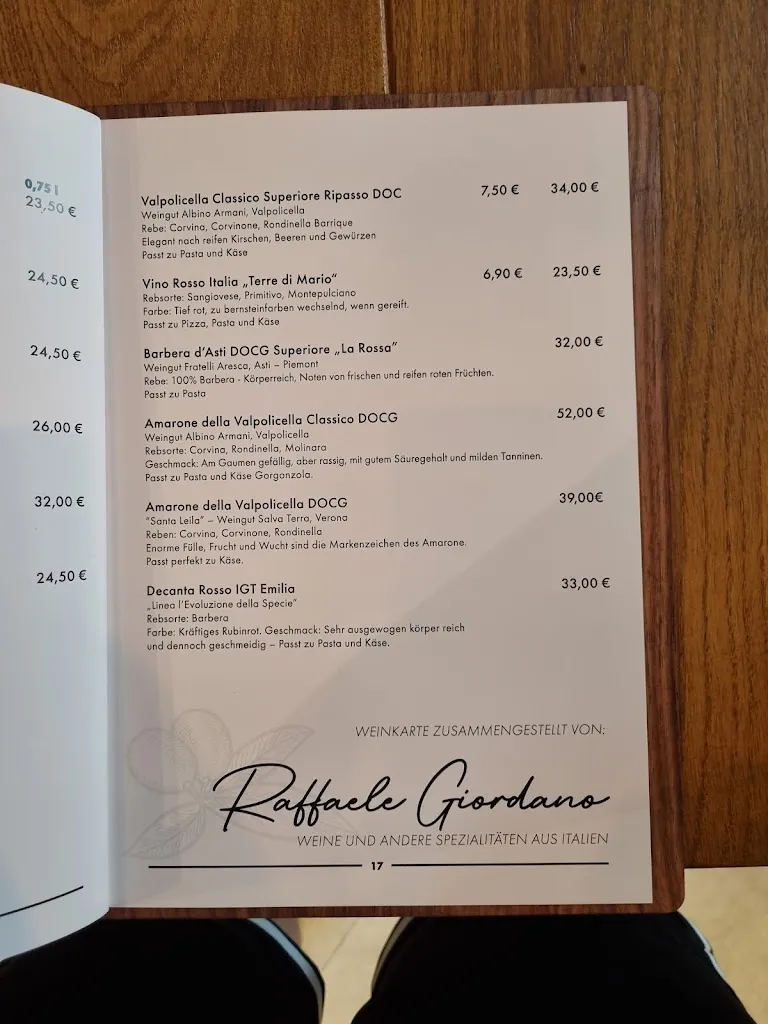 0,75 l
23,50 €
24,50 €
24,50 €
26,00 €
32,00 €
24,50 €
Valpolicella Classico Superiore Ripasso DOC 7,50 € 34,00 €
Weingut Albino Armani, Valpolicella
Rebe: Corvina, Corvinone, Rondinella Barrique
Elegant nach reifen Kirschen, Beeren und Gewürzen
Passt zu Pasta und Käse
Vino Rosso Italia „Terre di Mario“ 6,90 € 23,50 €
Rebsorte: Sangiovese, Primitivo, Montepulciano
Farbe: Tief rot, zu bernsteinfarben wechselnd, wenn gereift.
Passt zu Pizza, Pasta und Käse
Barbera d’Asti DOCG Superiore „La Rossa“ 32,00 €
Weingut Fratelli Aresca, Asti – Piemont
Rebe: 100% Barbera - Körperreich, Noten von frischen und reifen roten Früchten.
Passt zu Pasta
Amarone della Valpolicella Classico DOCG 52,00 €
Weingut Albino Armani, Valpolicella
Rebsorte: Corvina, Rondinella, Molinara
Geschmack: Am Gaumen gefällig, aber rassig, mit gutem Säuregehalt und milden Tanninen.
Passt zu Pasta und Käse Gorgonzola.
Amarone della Valpolicella DOCG 39,00€
“Santa Leila” – Weingut Salva Terra, Verona
Reben: Corvina, Corvinone, Rondinella
Enorme Fülle, Frucht und Wucht sind die Markenzeichen des Amarone.
Passt perfekt zu Käse.
Decanta Rosso IGT Emilia 33,00 €
„Linea l’Evoluzione della Specie“
Rebsorte: Barbera
Farbe: Kräftiges Rubinrot. Geschmack: Sehr ausgewogen körper reich
und dennoch geschmeidig – Passt zu Pasta und Käse.
WEINKARTE ZUSAMMENGESTELLT VON:
Raffaele Giordano
WEINE UND ANDERE SPEZIALITÄTEN AUS ITALIEN
17